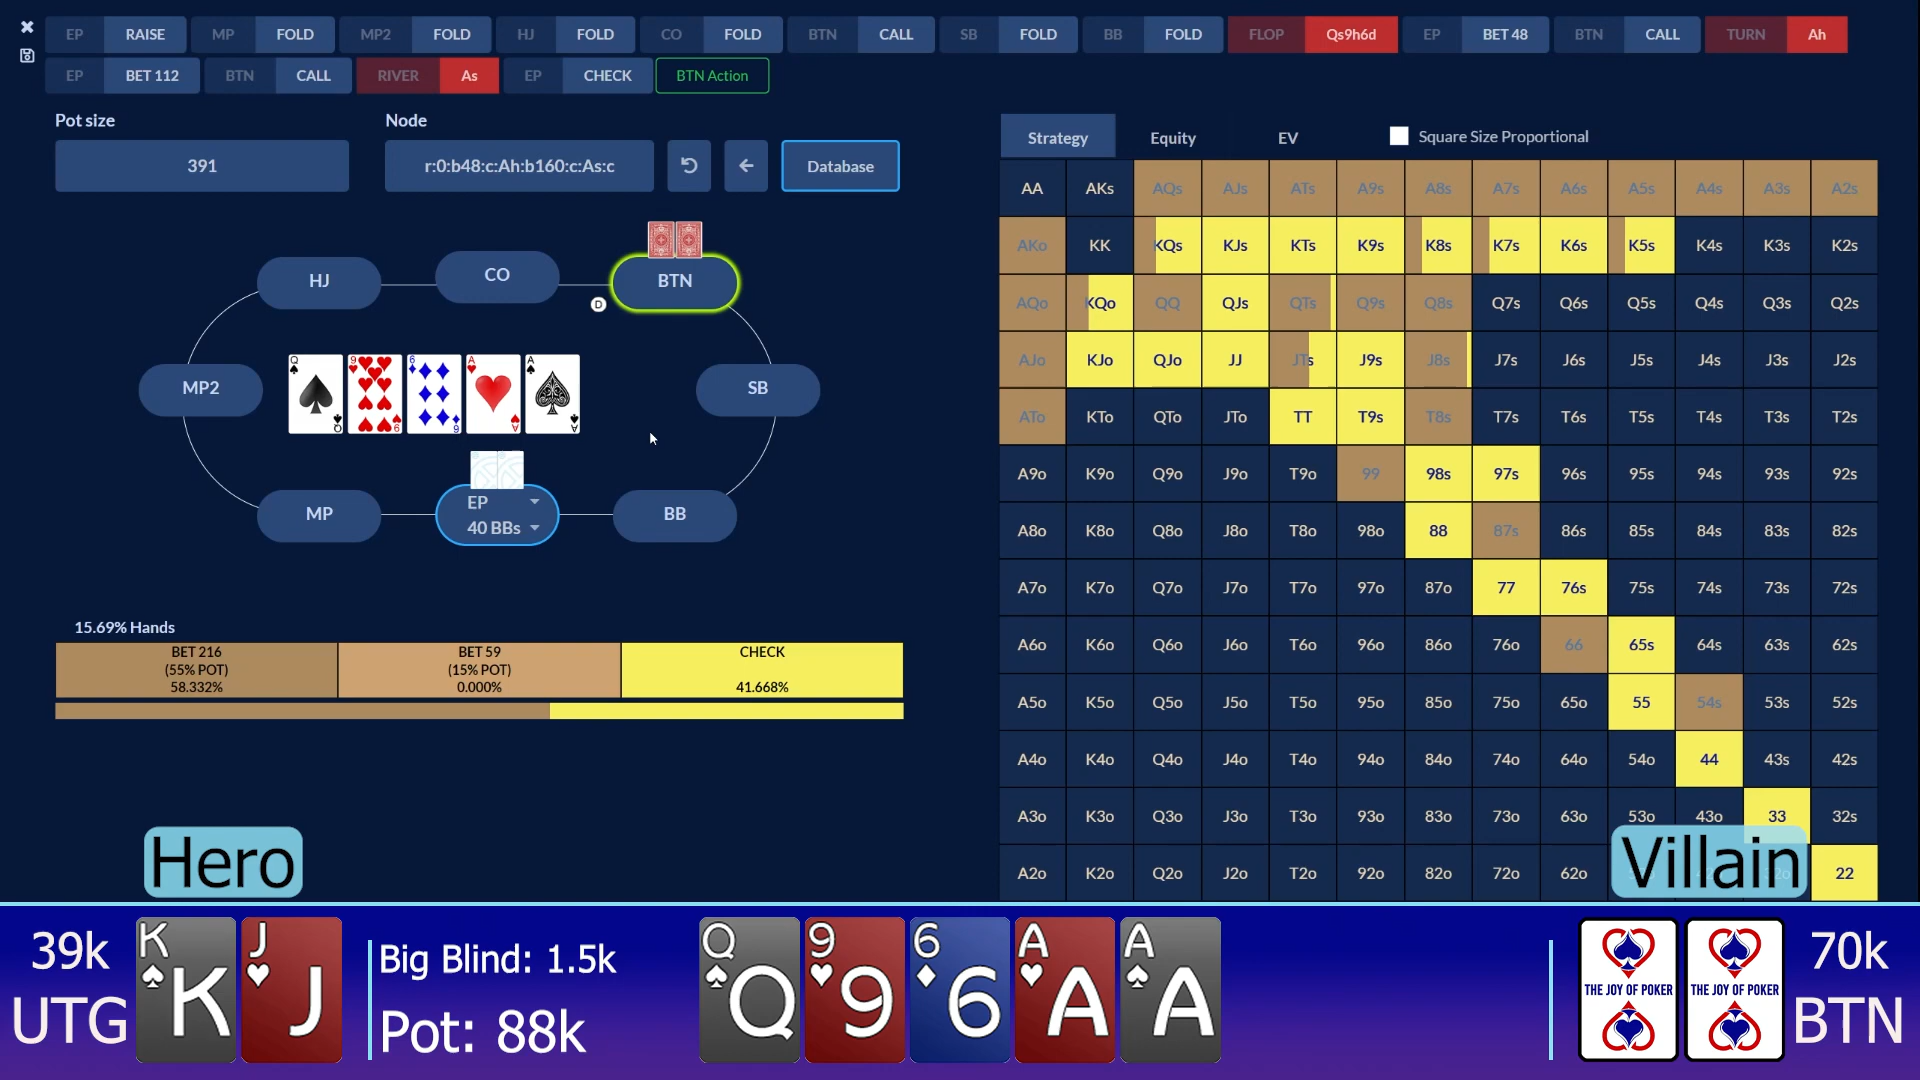 EP RAISE MP FOLD MP2 FOLD HJ FOLD CO FOLD BTN CALL SB FOLD BB FOLD FLOP Qs9h6d EP BET 48 BTN CALL TURN Ah
EP BET 112 BTN CALL RIVER As EP CHECK BTN Action
Pot size Node
391 r:0:b48:c:Ah:b160:c:As:c Database
Strategy Equity EV Square Size Proportional
HJ CO BTN
D
MP2 SB
Q 9 6 A A
Q 9 6 A A
MP EP BB
40 BBs
15.69% Hands
BET 216 BET 59 CHECK
(55% POT) (15% POT)
58.332% 0.000% 41.668%
AA AKs AQs AJs ATs A9s A8s A7s A6s A5s A4s A3s A2s
AKo KK KQs KJs KTs K9s K8s K7s K6s K5s K4s K3s K2s
AQo KQo QQ QJs QTs Q9s Q8s Q7s Q6s Q5s Q4s Q3s Q2s
AJo KJo QJo JJ JTs J9s J8s J7s J6s J5s J4s J3s J2s
ATo KTo QTo JTo TT T9s T8s T7s T6s T5s T4s T3s T2s
A9o K9o Q9o J9o T9o 99 98s 97s 96s 95s 94s 93s 92s
A8o K8o Q8o J8o T8o 98o 88 87s 86s 85s 84s 83s 82s
A7o K7o Q7o J7o T7o 97o 87o 77 76s 75s 74s 73s 72s
A6o K6o Q6o J6o T6o 96o 86o 76o 66 65s 64s 63s 62s
A5o K5o Q5o J5o T5o 95o 85o 75o 65o 55 54s 53s 52s
A4o K4o Q4o J4o T4o 94o 84o 74o 64o 54o 44 43s 42s
A3o K3o Q3o J3o T3o 93o 83o 73o 63o 53o 43o 33 32s
A2o K2o Q2o J2o T2o 92o 82o 72o 62o 22
Hero Villain
39k K J Big Blind: 1.5k Q 9 6 A A 70k
UTG K J Pot: 88k Q 9 6 A A THE JOY OF POKER THE JOY OF POKER BTN